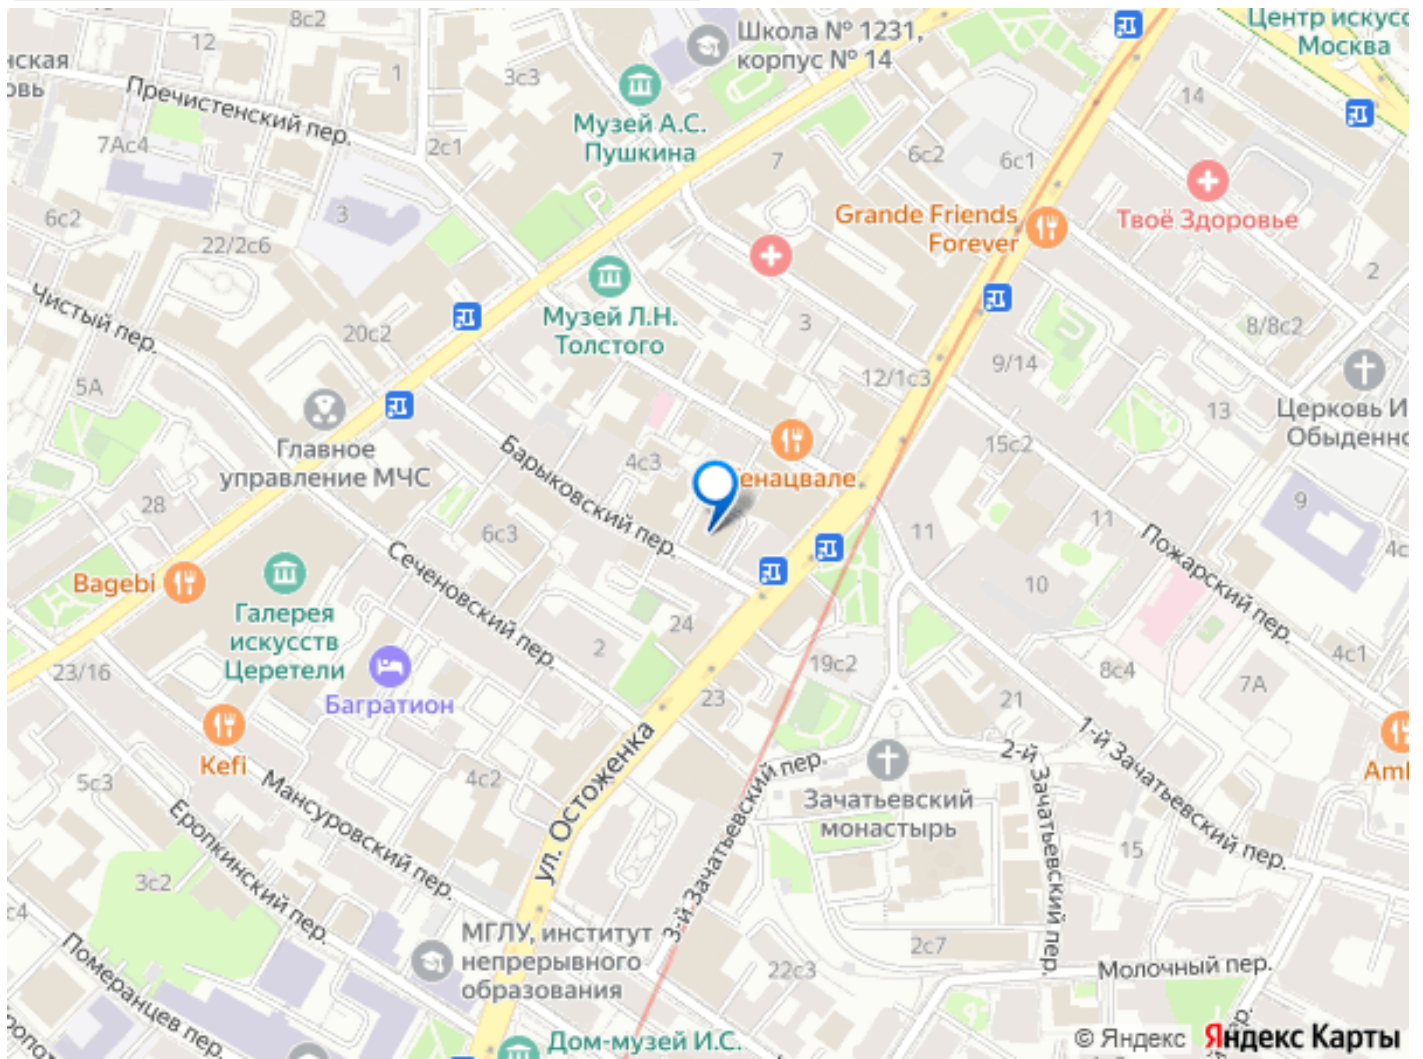 8с2
Школа № 1231,
корпус № 14
Центр искусс
Москва
12
нская
овь
1
3с3
Пречистенский пер.
Музей А.С.
Пушкина
14
7Ас4
2с1
7
6с2
6с1
Твоё Здоровье
Grande Friends
Forever
6с2
3
22/2с6
P
2
Чистый пер.
Музей Л.Н.
Толстого
3
8/8с2
20с2
9/14
12/1с3
5А
13
Церковь И
Обыденно
Главное
управление МЧС
Барыковский пер.
4с3
15с2
енацвале
28
9
11
11
Пожарский пер.
4с
6с3
Сеченовский пер.
Bagebi
10
Галерея
искусств
Церетели
24
2
19с2
4с1
23/16
8с4
7А
Багратион
23
21
Kefi
ул. Остоженка
1-й Зачатьевский пер.
2-й Зачатьевский пер.
3-й Зачатьевский пер.
Amb
5с3
4с2
Мансуровский пер.
Зачатьевский
монастырь
Еропкинский пер.
15
3с2
с4
МГЛУ, институт
непрерывного
образования
2с7
22с3
Молочный пер.
Померанцев пер.
Дом-музей И.С.
пер.
© Яндекс Яндекс Карты